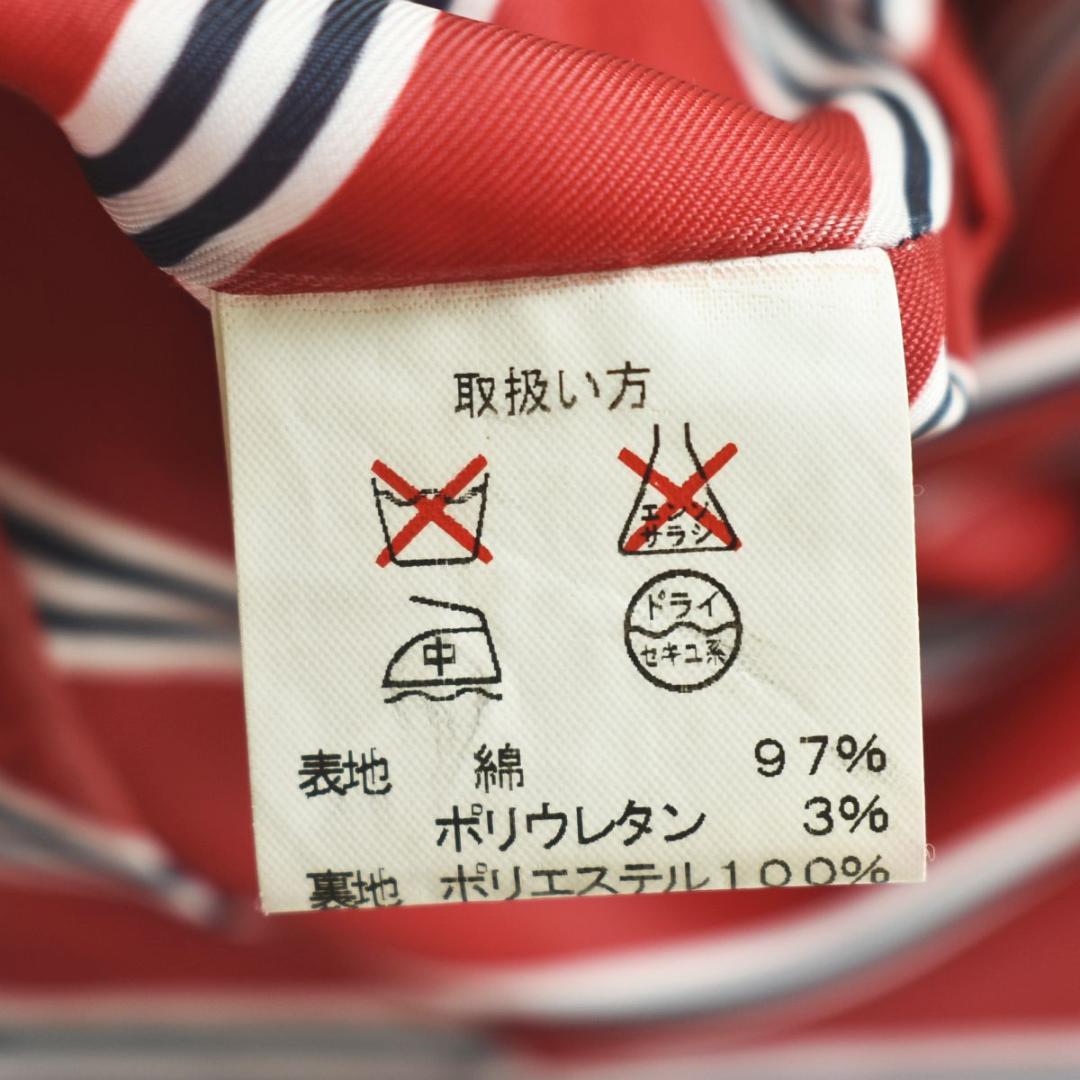 取扱い方
エンソ
サラシ
中
ドライ
セキユ系
表地 綿 97%
ポリウレタン 3%
裏地 ポリエステル100%